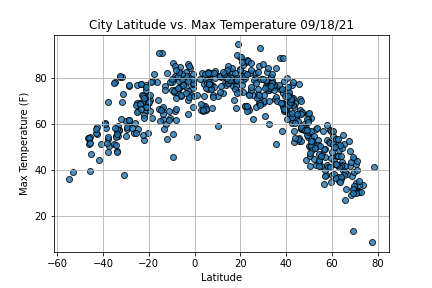 City Latitude vs. Max Temperature 09/18/21
Max Temperature (F)
80
60
40
20
−60 −40 −20 0 20 40 60 80
Latitude